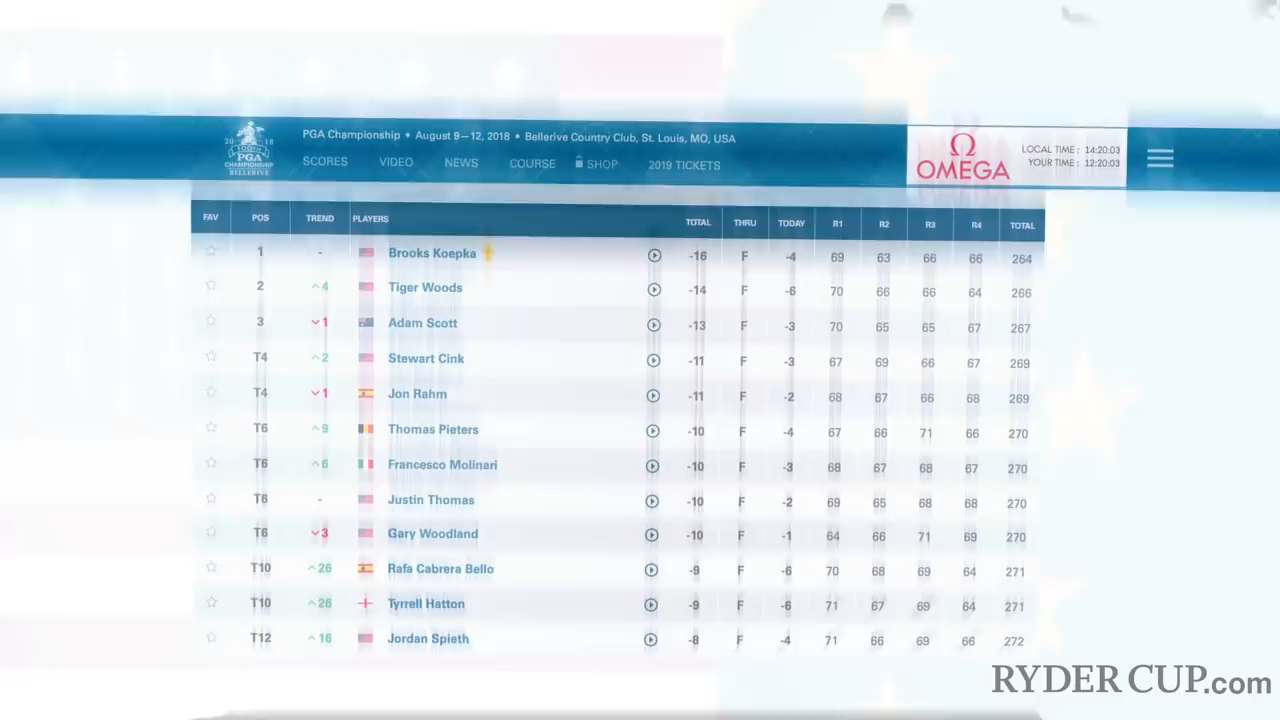 PGA Championship • August 9–12, 2018 • Bellerive Country Club, St. Louis, MO, USA
2018
100TH
PGA
CHAMPIONSHIP
BELLERIVE
SCORES VIDEO NEWS COURSE SHOP 2019 TICKETS
Ω
OMEGA
LOCAL TIME : 14:20:03
YOUR TIME : 12:20:03
FAV POS TREND PLAYERS TOTAL THRU TODAY R1 R2 R3 R4 TOTAL
1 - Brooks Koepka -16 F -4 69 63 66 66 264
2 4 Tiger Woods -14 F -6 70 66 66 64 266
3 1 Adam Scott -13 F -3 70 65 65 67 267
T4 2 Stewart Cink -11 F -3 67 69 66 67 269
T4 1 Jon Rahm -11 F -2 68 67 66 68 269
T6 9 Thomas Pieters -10 F -4 67 66 71 66 270
T6 6 Francesco Molinari -10 F -3 68 67 68 67 270
T6 - Justin Thomas -10 F -2 69 65 68 68 270
T6 3 Gary Woodland -10 F -1 64 66 71 69 270
T10 26 Rafa Cabrera Bello -9 F -6 70 68 69 64 271
T10 26 Tyrrell Hatton -9 F -6 71 67 69 64 271
T12 16 Jordan Spieth -8 F -4 71 66 69 66 272
RYDER CUP.com